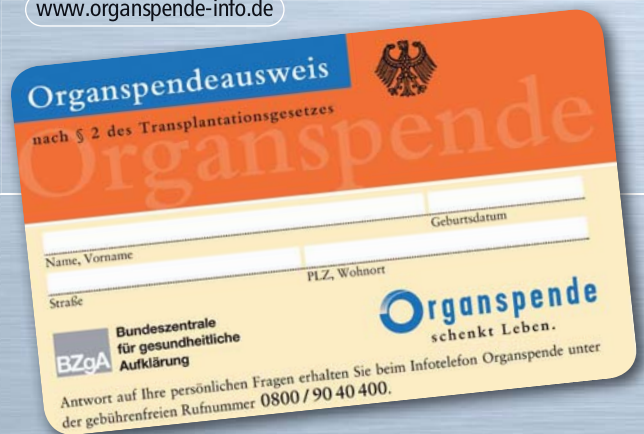 www.organspende-info.de
Organspendeausweis
nach § 2 des Transplantationsgesetzes
Organspende
Name, Vorname
Geburtsdatum
Straße
PLZ, Wohnort
BZgA
Bundeszentrale
für gesundheitliche
Aufklärung
Organspende
schenkt Leben.
Antwort auf Ihre persönlichen Fragen erhalten Sie beim Infotelefon Organspende unter
der gebührenfreien Rufnummer 0800 / 90 40 400.